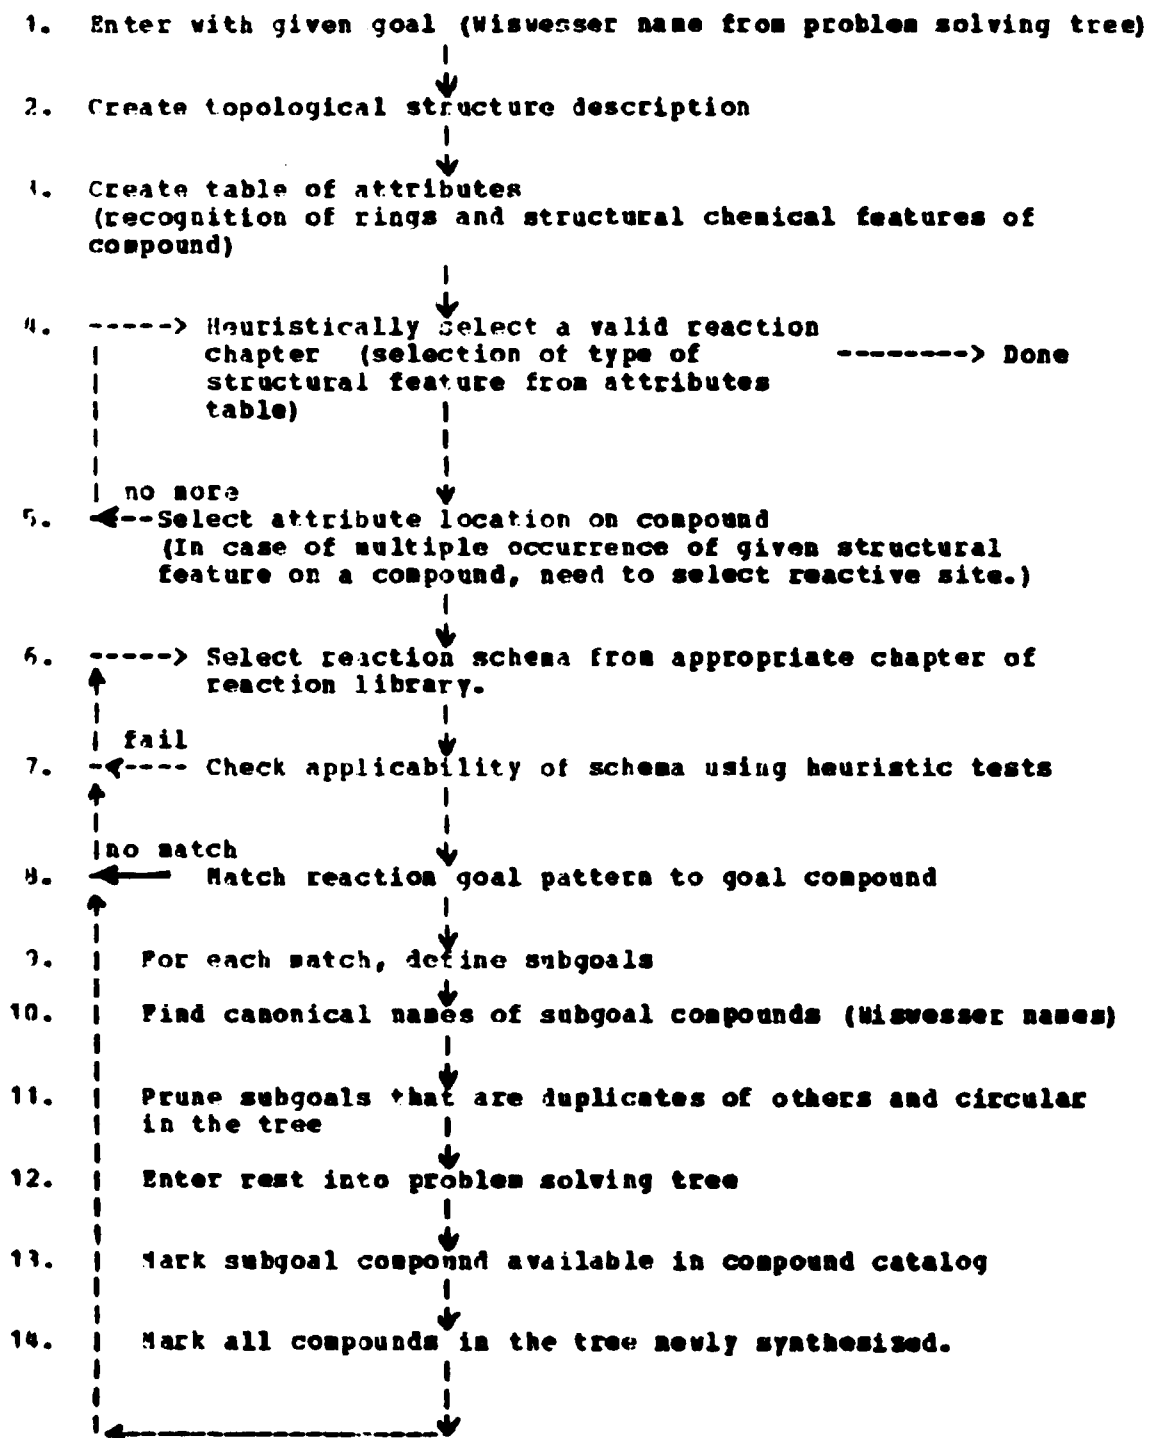 1. Enter with given goal (Wiswesser name from problem solving tree)
2. Create topological structure description
3. Create table of attributes
(recognition of rings and structural chemical features of
compound)
4. -----> Heuristically select a valid reaction
chapter (selection of type of --------> Done
structural feature from attributes
table)
no more
5. <--Select attribute location on compound
(In case of multiple occurrence of given structural
feature on a compound, need to select reactive site.)
6. -----> Select reaction schema from appropriate chapter of
reaction library.
fail
7. -<---- Check applicability of schema using heuristic tests
no match
8. Match reaction goal pattern to goal compound
9. For each match, define subgoals
10. Find canonical names of subgoal compounds (Wiswesser names)
11. Prune subgoals that are duplicates of others and circular
in the tree
12. Enter rest into problem solving tree
13. Mark subgoal compound available in compound catalog
14. Mark all compounds in the tree newly synthesized.